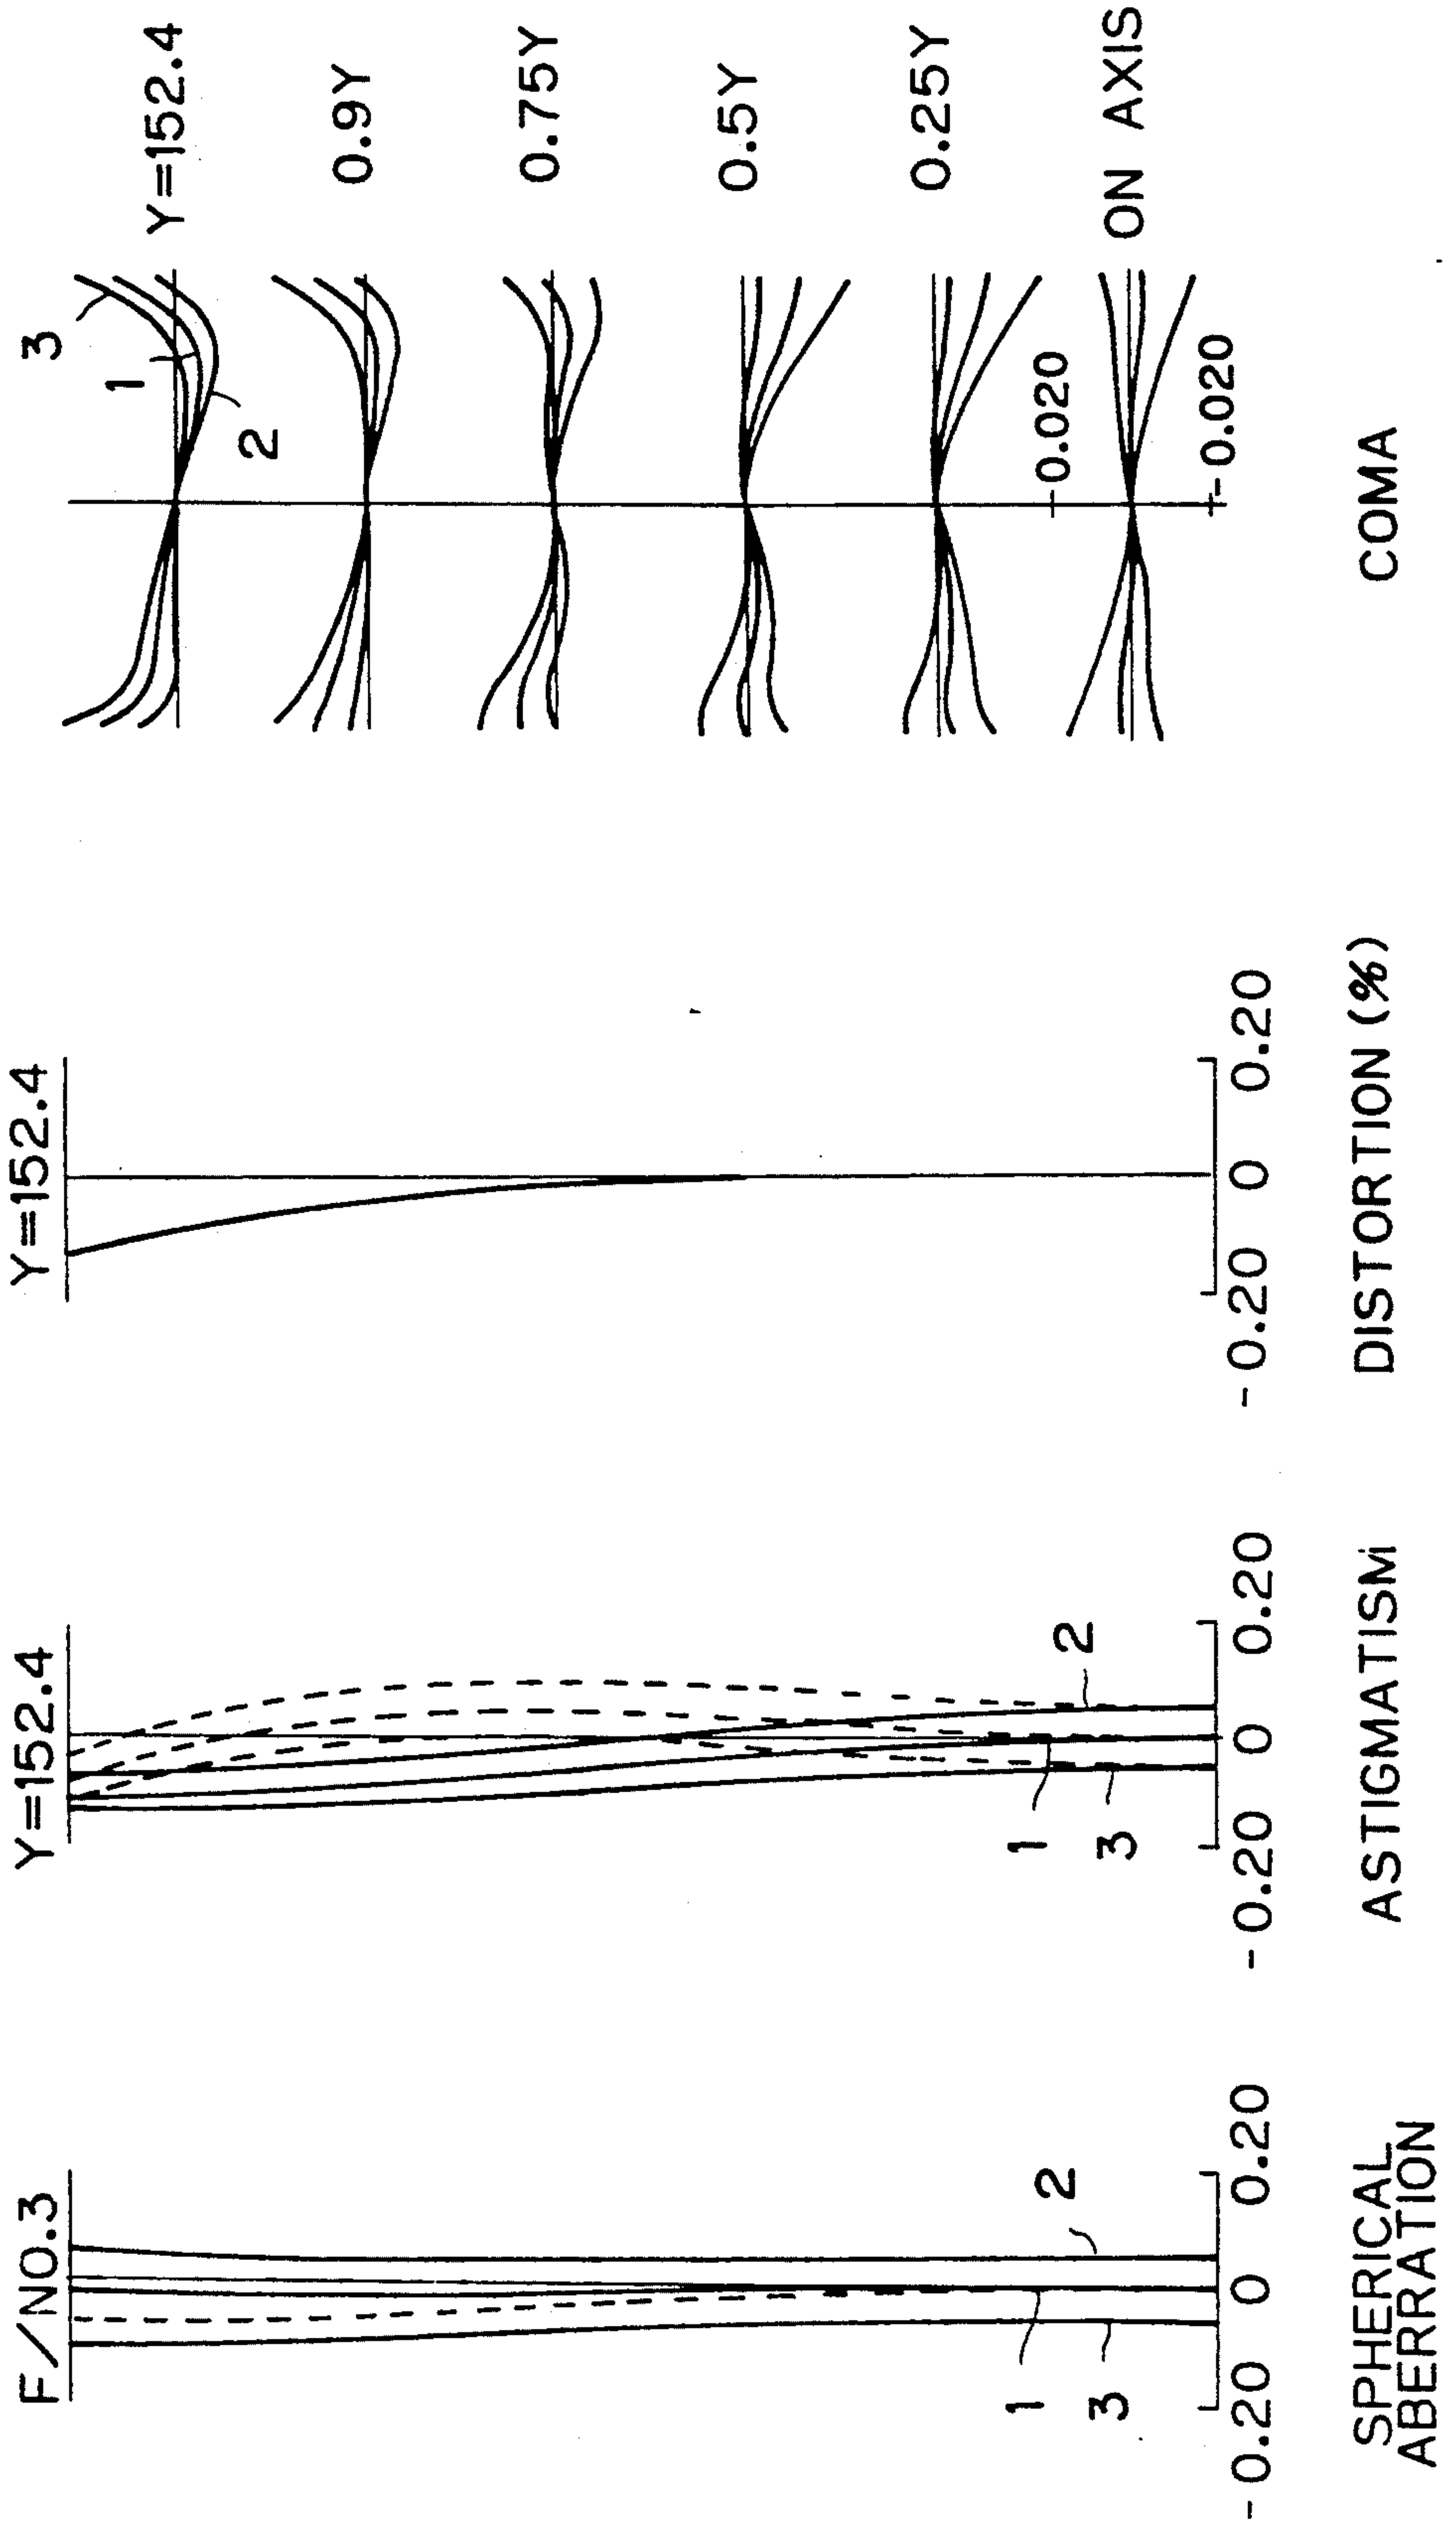 F/NO.3
1
2
3
-0.20 0 0.20
SPHERICAL
ABERRATION
Y=152.4
1
2
3
-0.20 0 0.20
ASTIGMATISM
Y=152.4
-0.20 0 0.20
DISTORTION (%)
3
1
2
Y=152.4
0.9Y
0.75Y
0.5Y
0.25Y
0.020
ON AXIS
-0.020
COMA